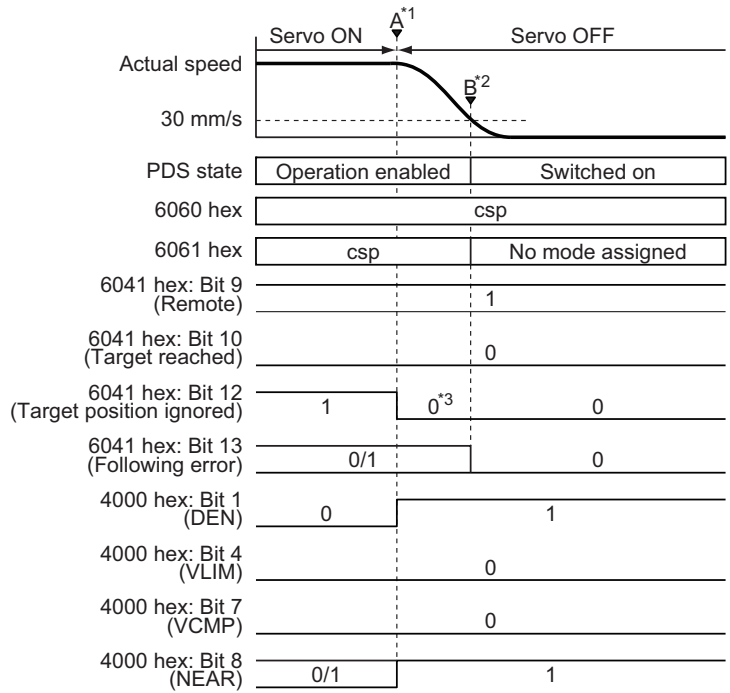 A*1
Servo ON Servo OFF
Actual speed
B*2
30 mm/s
PDS state Operation enabled Switched on
6060 hex csp
6061 hex csp No mode assigned
6041 hex: Bit 9
(Remote) 1
6041 hex: Bit 10
(Target reached) 0
6041 hex: Bit 12
(Target position ignored) 1 0*3 0
6041 hex: Bit 13
(Following error) 0/1 0
4000 hex: Bit 1
(DEN) 0 1
4000 hex: Bit 4
(VLIM) 0
4000 hex: Bit 7
(VCMP) 0
4000 hex: Bit 8
(NEAR) 0/1 1